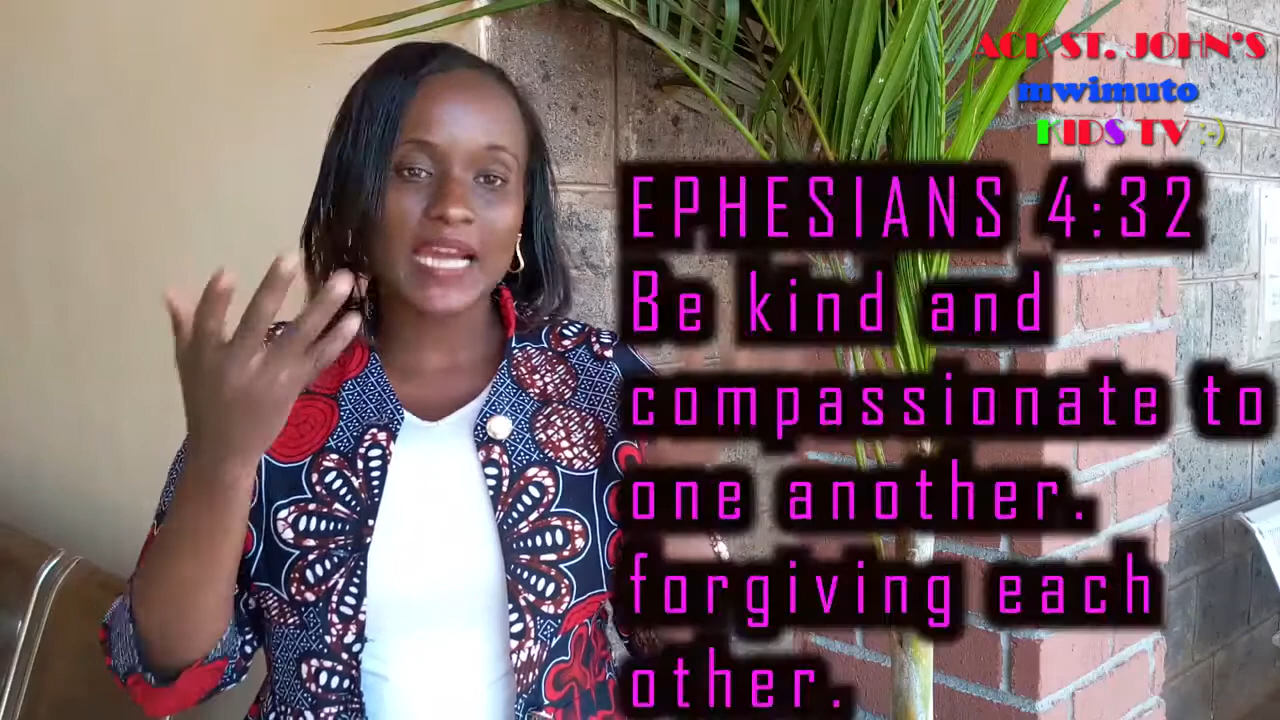 ACK ST. JOHN'S
mwimuto
KIDS TV :-)
EPHESIANS 4:32
Be kind and
compassionate to
one another.
forgiving each
other.